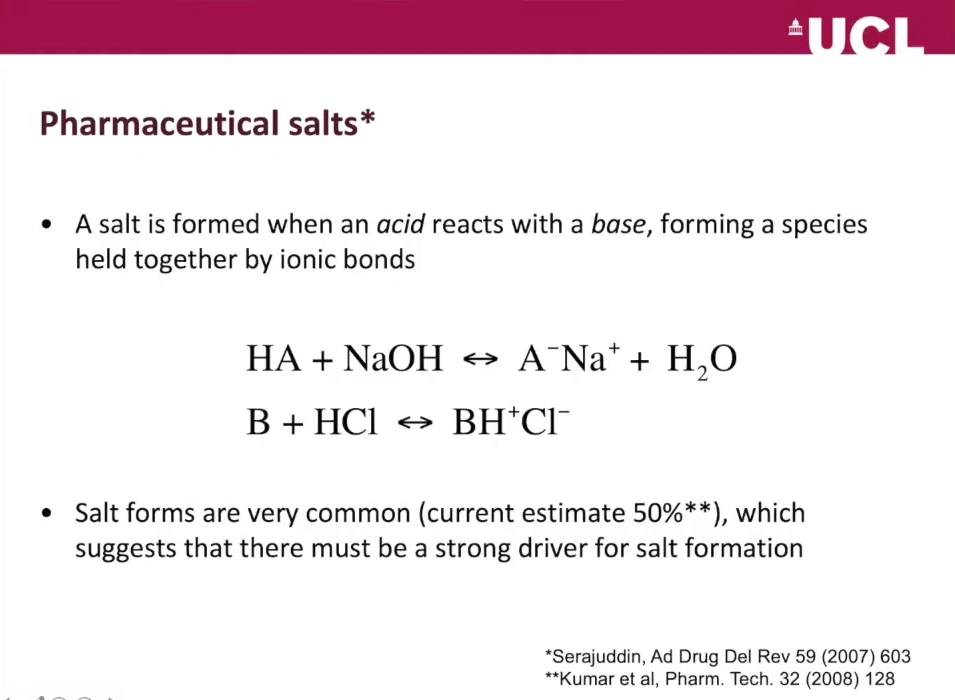 UCL
Pharmaceutical salts*
• A salt is formed when an acid reacts with a base, forming a species
held together by ionic bonds
HA + NaOH ↔ A⁻Na⁺ + H₂O
B + HCl ↔ BH⁺Cl⁻
• Salt forms are very common (current estimate 50%**), which
suggests that there must be a strong driver for salt formation
*Serajuddin, Ad Drug Del Rev 59 (2007) 603
**Kumar et al, Pharm. Tech. 32 (2008) 128